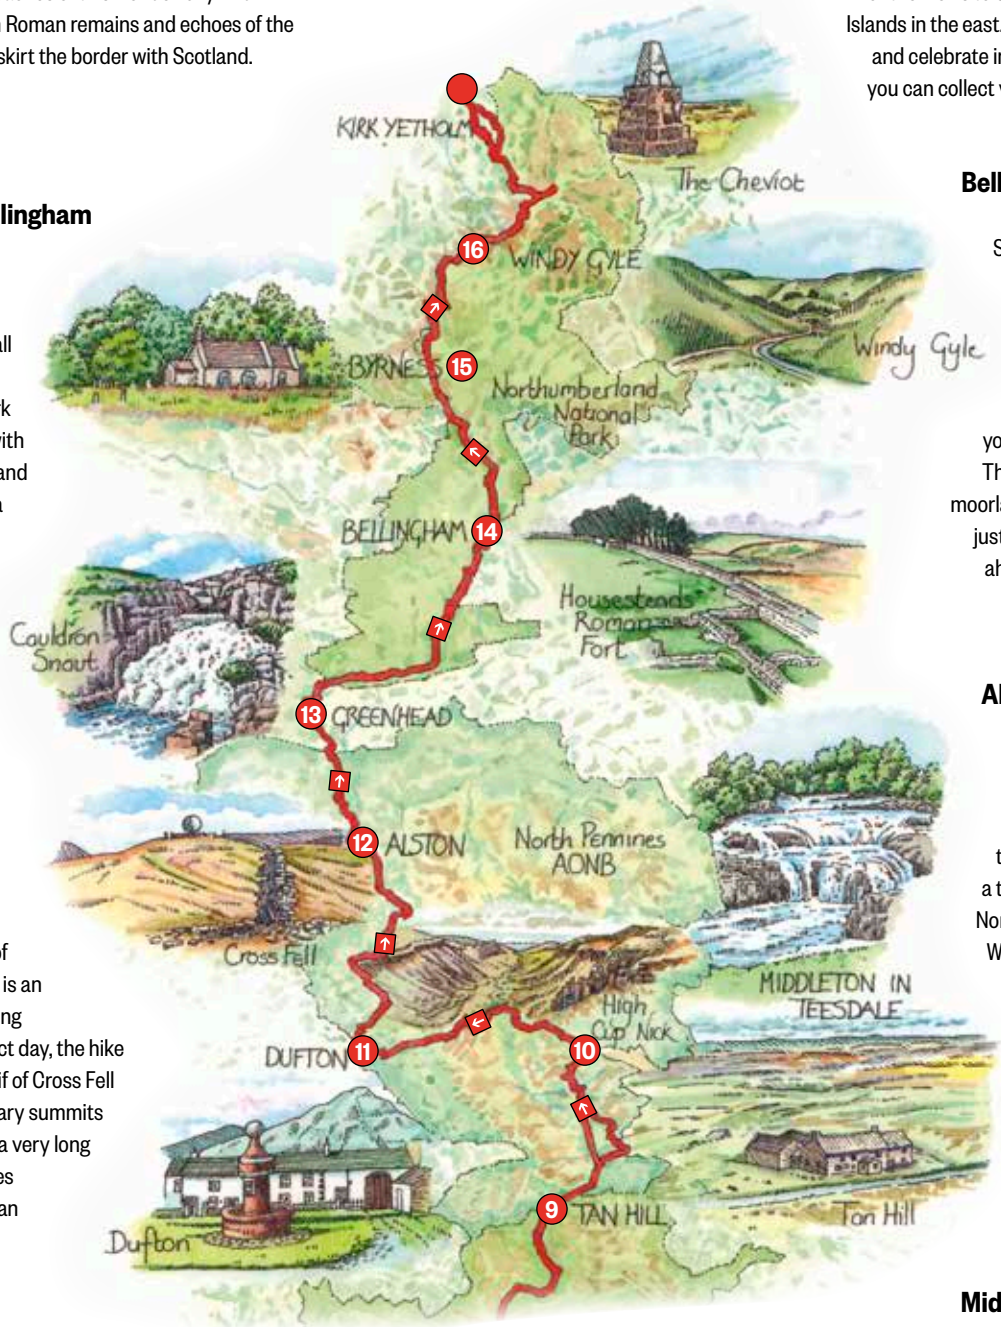 Roman remains and echoes of the
skirt the border with Scotland.
Islands in the east.
and celebrate in
you can collect
KIRK YETHOLM
The Cheviot
lingham
Bell
16
WINDY GYLE
Windy Gyle
all
rk
with
and
BYRNES
15
Northumberland
National
Park
yo
Th
moorla
just
ah
BELLINGHAM
14
Housesteads
Roman
Fort
Cauldron
Snout
13
GREENHEAD
Al
12
ALSTON
North Pennines
AONB
t
a t
Nor
W
Cross Fell
of
is an
ng
ct day, the hike
if of Cross Fell
ary summits
a very long
es
an
MIDDLETON IN
TEESDALE
High
Cup Nick
DUFTON
11
10
Dufton
9
TAN HILL
Tan Hill
Mid